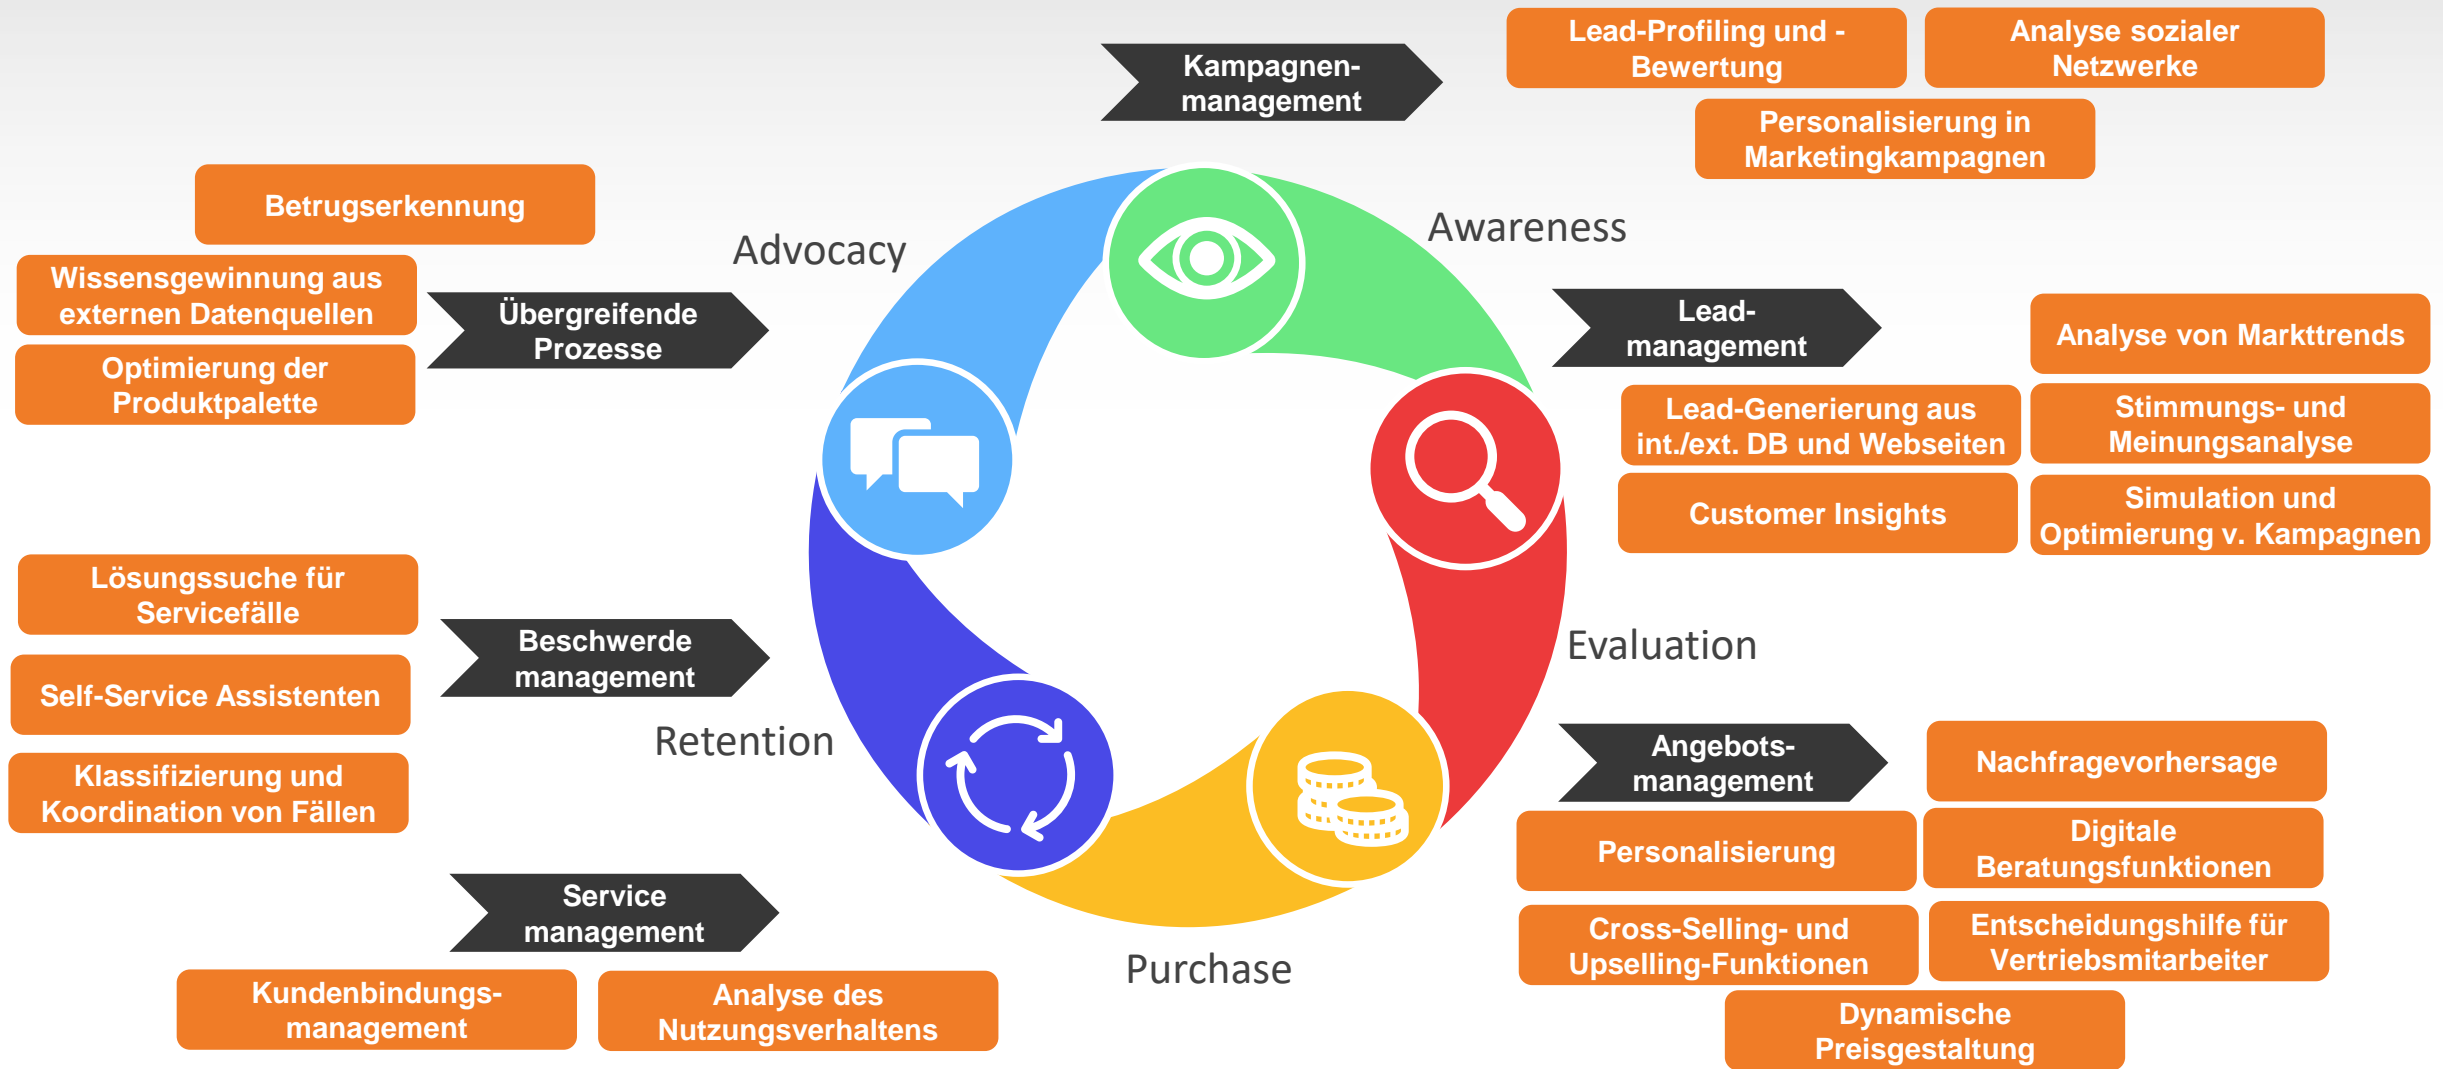 Kampagnen-
management
Lead-Profiling und -
Bewertung
Analyse sozialer
Netzwerke
Personalisierung in
Marketingkampagnen
Awareness
Lead-
management
Analyse von Markttrends
Lead-Generierung aus
int./ext. DB und Webseiten
Stimmungs- und
Meinungsanalyse
Customer Insights
Simulation und
Optimierung v. Kampagnen
Evaluation
Angebots-
management
Nachfragevorhersage
Personalisierung
Digitale
Beratungsfunktionen
Cross-Selling- und
Upselling-Funktionen
Entscheidungshilfe für
Vertriebsmitarbeiter
Dynamische
Preisgestaltung
Purchase
Service
management
Kundenbindungs-
management
Analyse des
Nutzungsverhaltens
Retention
Beschwerde
management
Lösungssuche für
Servicefälle
Self-Service Assistenten
Klassifizierung und
Koordination von Fällen
Advocacy
Übergreifende
Prozesse
Betrugserkennung
Wissensgewinnung aus
externen Datenquellen
Optimierung der
Produktpalette